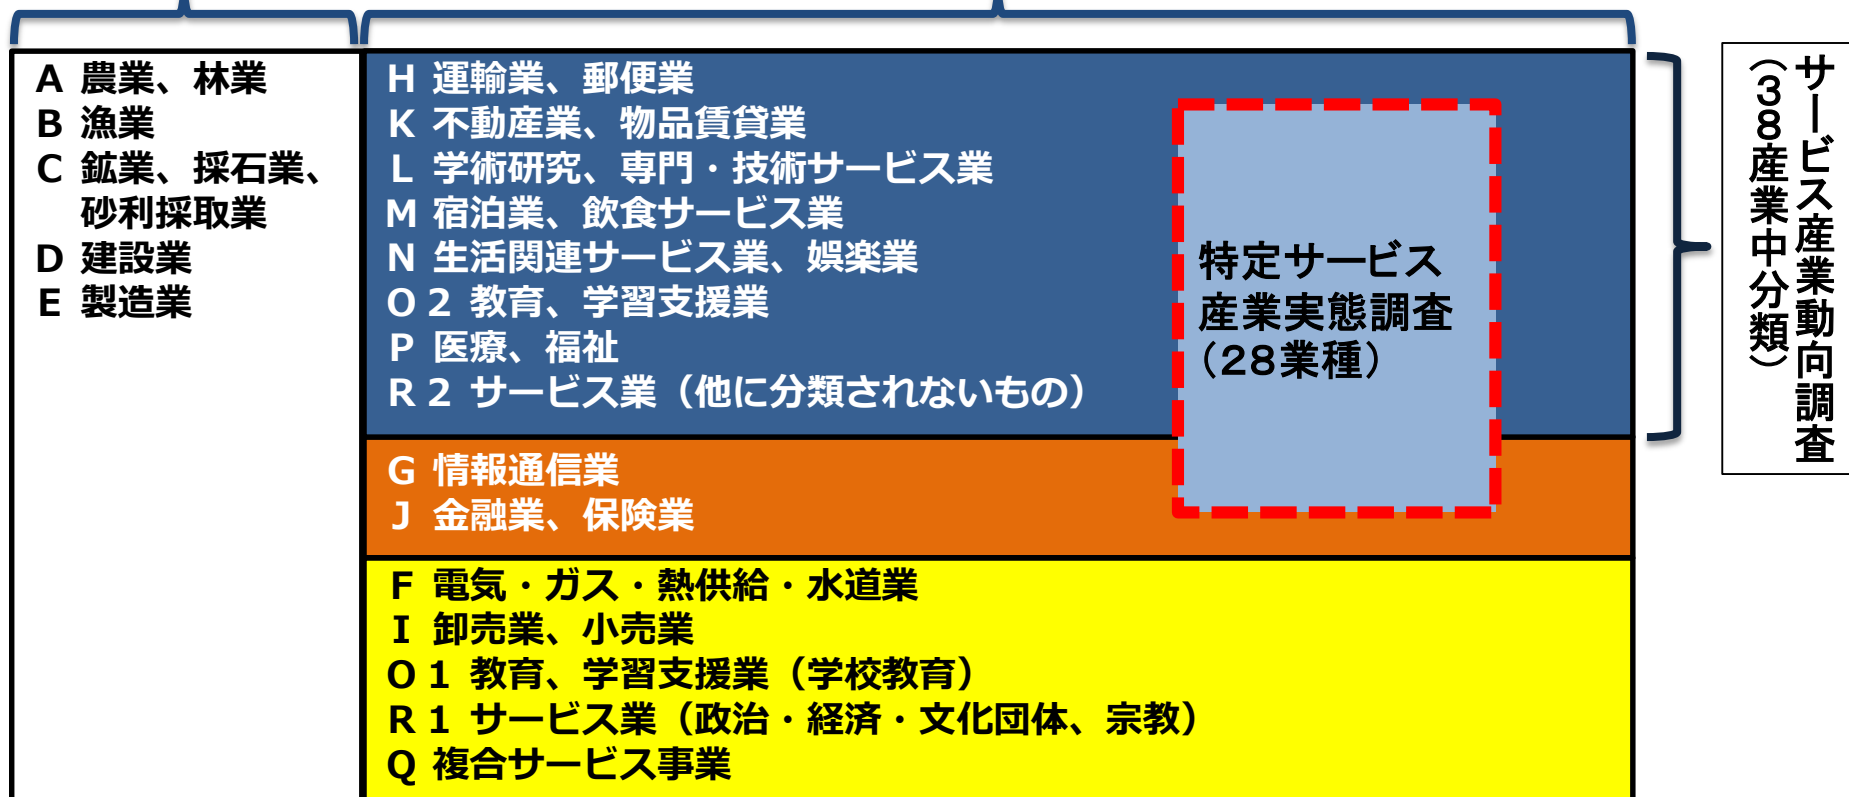 A 農業、林業
B 漁業
C 鉱業、採石業、
砂利採取業
D 建設業
E 製造業
H 運輸業、郵便業
K 不動産業、物品賃貸業
L 学術研究、専門・技術サービス業
M 宿泊業、飲食サービス業
N 生活関連サービス業、娯楽業
O2 教育、学習支援業
P 医療、福祉
R2 サービス業（他に分類されないもの）
特定サービス
産業実態調査
（28業種）
G 情報通信業
J 金融業、保険業
F 電気・ガス・熱供給・水道業
I 卸売業、小売業
O1 教育、学習支援業（学校教育）
R1 サービス業（政治・経済・文化団体、宗教）
Q 複合サービス事業
サービス産業動向調査
（38産業中分類）